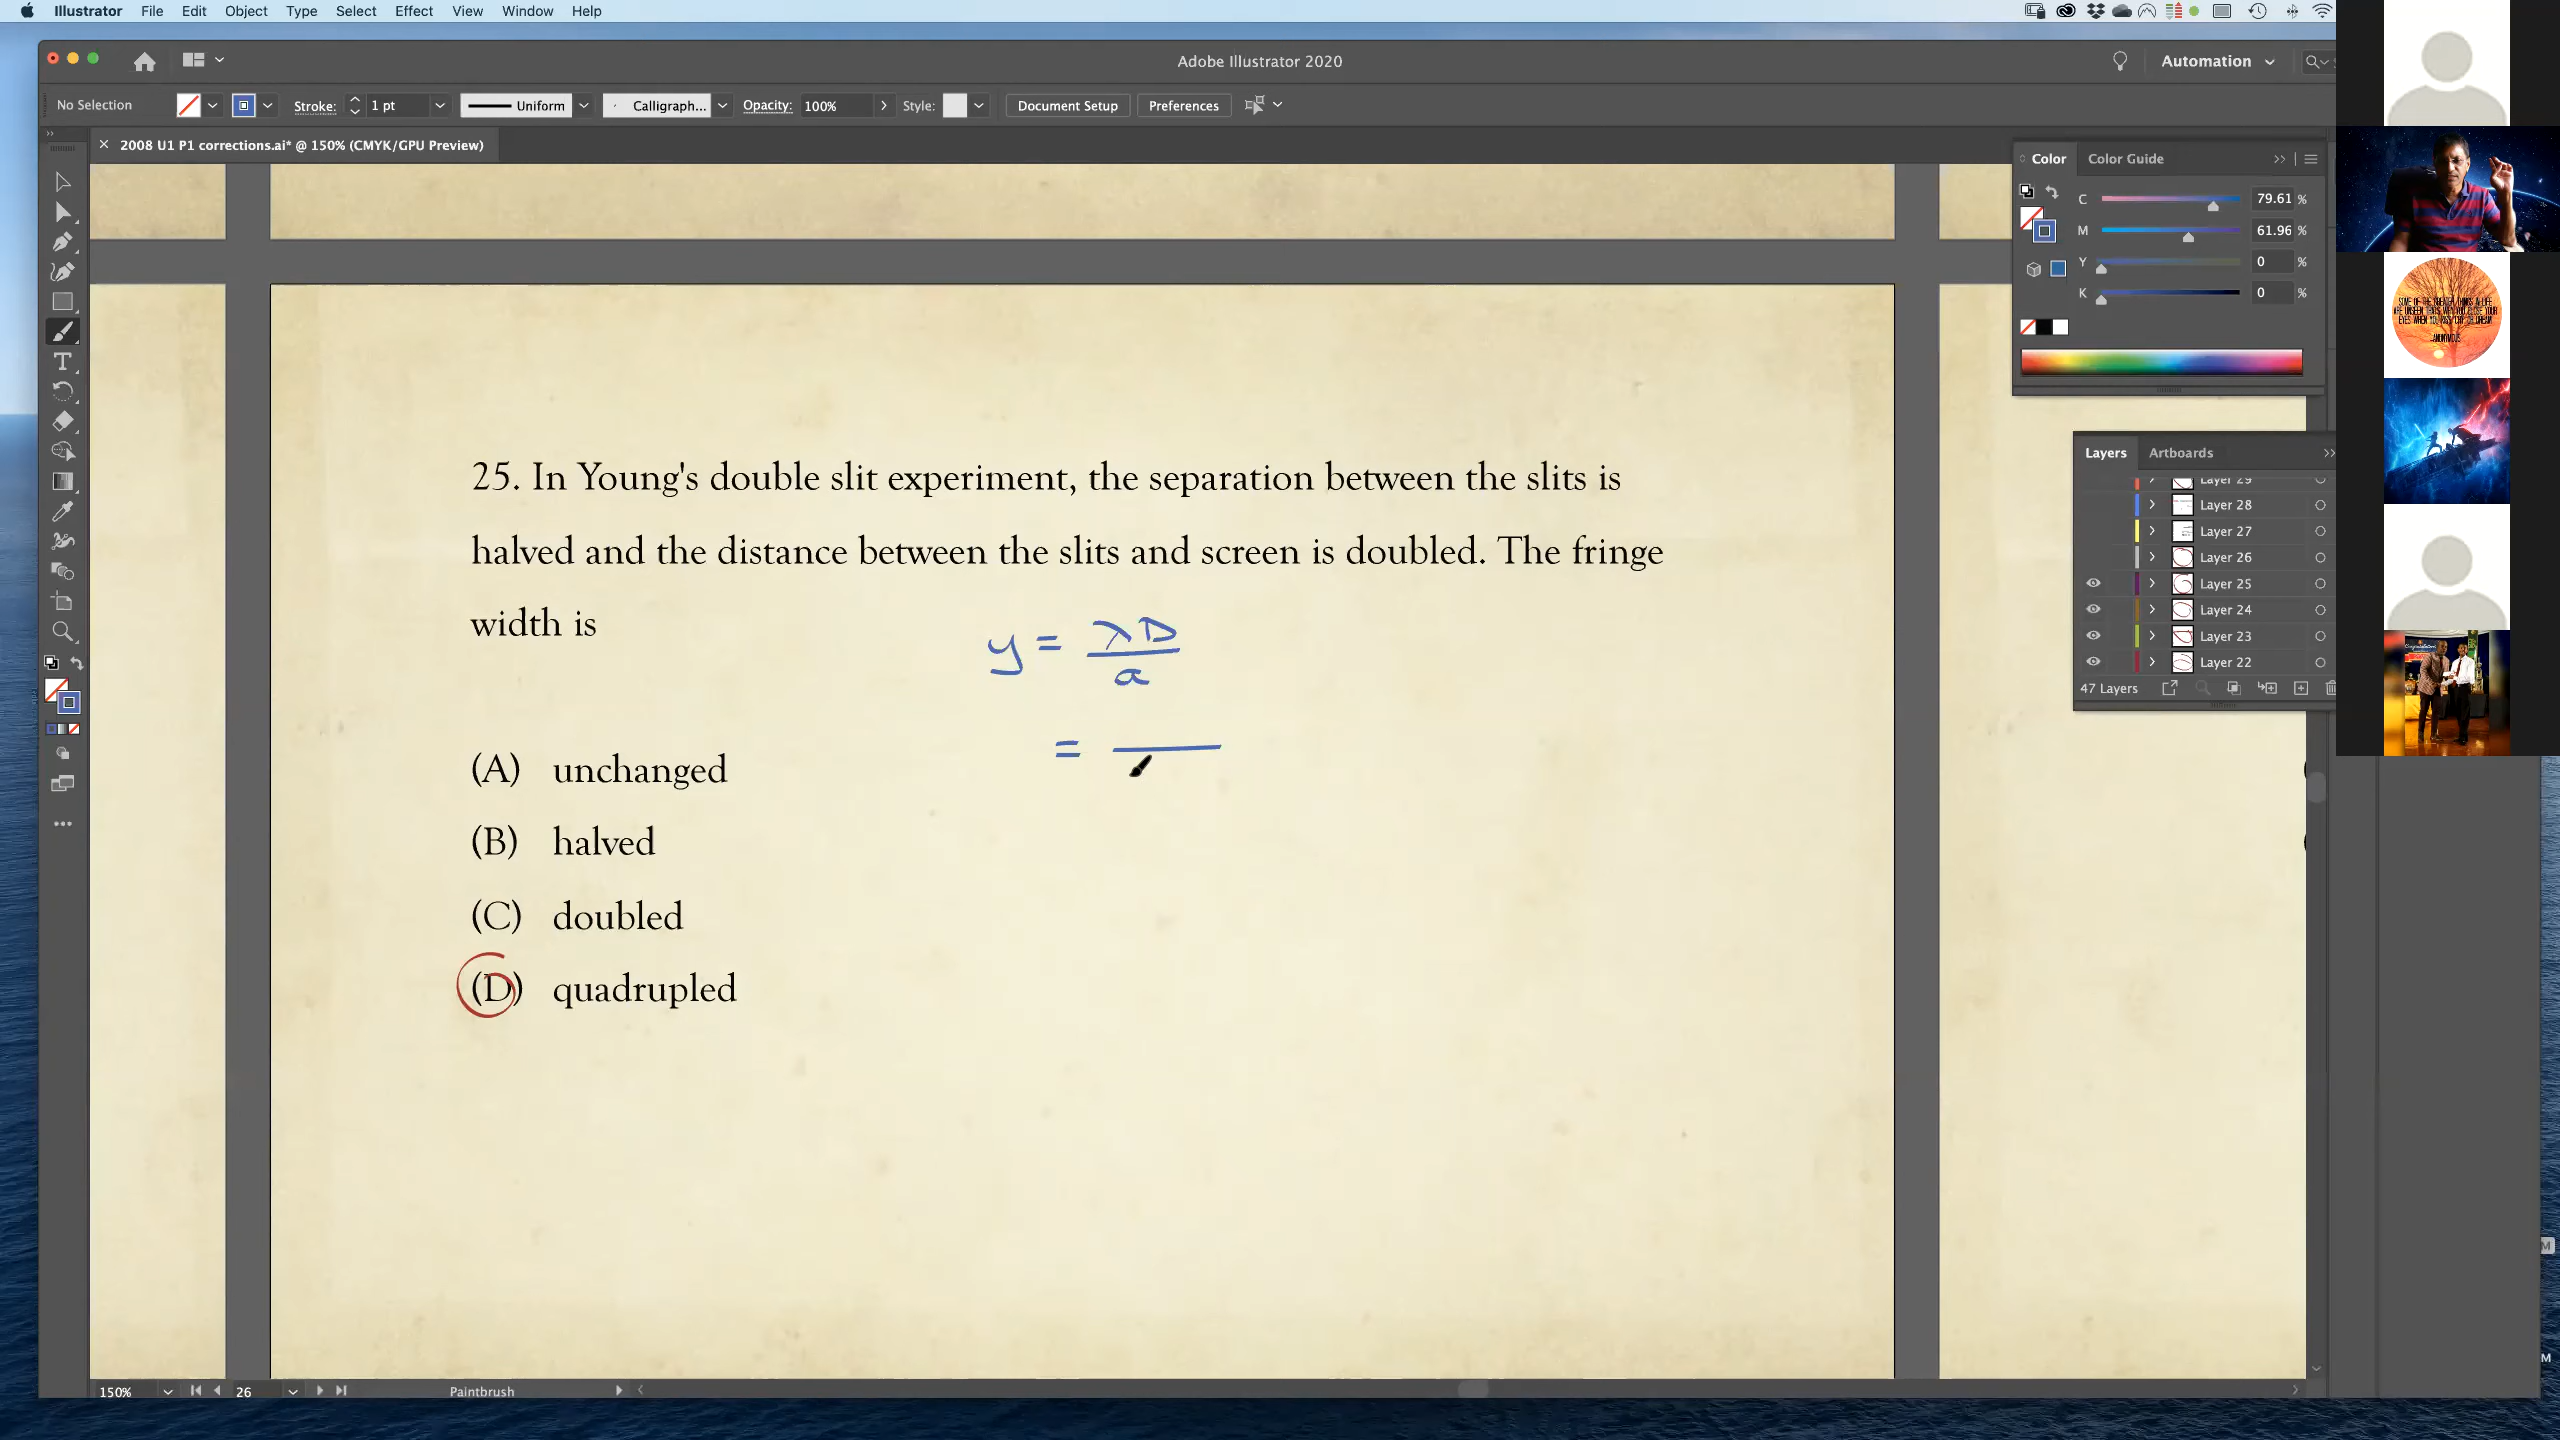 Illustrator File Edit Object Type Select Effect View Window Help
Adobe Illustrator 2020
Automation
No Selection Stroke: 1 pt Uniform Calligraph... Opacity: 100% Style: Document Setup Preferences
2008 U1 P1 corrections.ai* @ 150% (CMYK/GPU Preview)
Color Color Guide
C 79.61 %
M 61.96 %
Y 0 %
K 0 %
Layers Artboards
Layer 29
Layer 28
Layer 27
Layer 26
Layer 25
Layer 24
Layer 23
Layer 22
47 Layers
25. In Young's double slit experiment, the separation between the slits is
halved and the distance between the slits and screen is doubled. The fringe
width is
y = λD
a
=
(A) unchanged
(B) halved
(C) doubled
(D) quadrupled
150% 26 Paintbrush